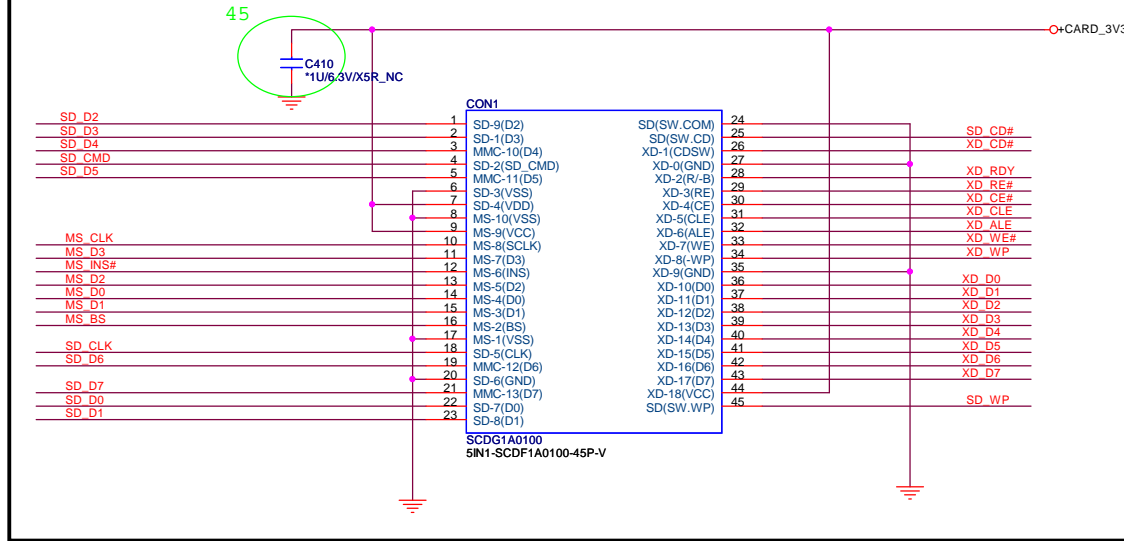 45
+CARD_3V3
C410
*1U/6.3V/X5R_NC
CON1
SD_D2 1 SD-9(D2) SD(SW.COM) 24
SD_D3 2 SD-1(D3) SD(SW.CD) 25 SD_CD#
SD_D4 3 MMC-10(D4) XD-1(CDSW) 26 XD_CD#
SD_CMD 4 SD-2(SD_CMD) XD-0(GND) 27
SD_D5 5 MMC-11(D5) XD-2(R/-B) 28 XD_RDY
6 SD-3(VSS) XD-3(RE) 29 XD_RE#
7 SD-4(VDD) XD-4(CE) 30 XD_CE#
8 MS-10(VSS) XD-5(CLE) 31 XD_CLE
9 MS-9(VCC) XD-6(ALE) 32 XD_ALE
MS_CLK 10 MS-8(SCLK) XD-7(WE) 33 XD_WE#
MS_D3 11 MS-7(D3) XD-8(-WP) 34 XD_WP
MS_INS# 12 MS-6(INS) XD-9(GND) 35
MS_D2 13 MS-5(D2) XD-10(D0) 36 XD_D0
MS_D0 14 MS-4(D0) XD-11(D1) 37 XD_D1
MS_D1 15 MS-3(D1) XD-12(D2) 38 XD_D2
MS_BS 16 MS-2(BS) XD-13(D3) 39 XD_D3
17 MS-1(VSS) XD-14(D4) 40 XD_D4
SD_CLK 18 SD-5(CLK) XD-15(D5) 41 XD_D5
SD_D6 19 MMC-12(D6) XD-16(D6) 42 XD_D6
20 SD-6(GND) XD-17(D7) 43 XD_D7
SD_D7 21 MMC-13(D7) XD-18(VCC) 44
SD_D0 22 SD-7(D0) SD(SW.WP) 45 SD_WP
SD_D1 23 SD-8(D1)
SCDG1A0100
5IN1-SCDF1A0100-45P-V